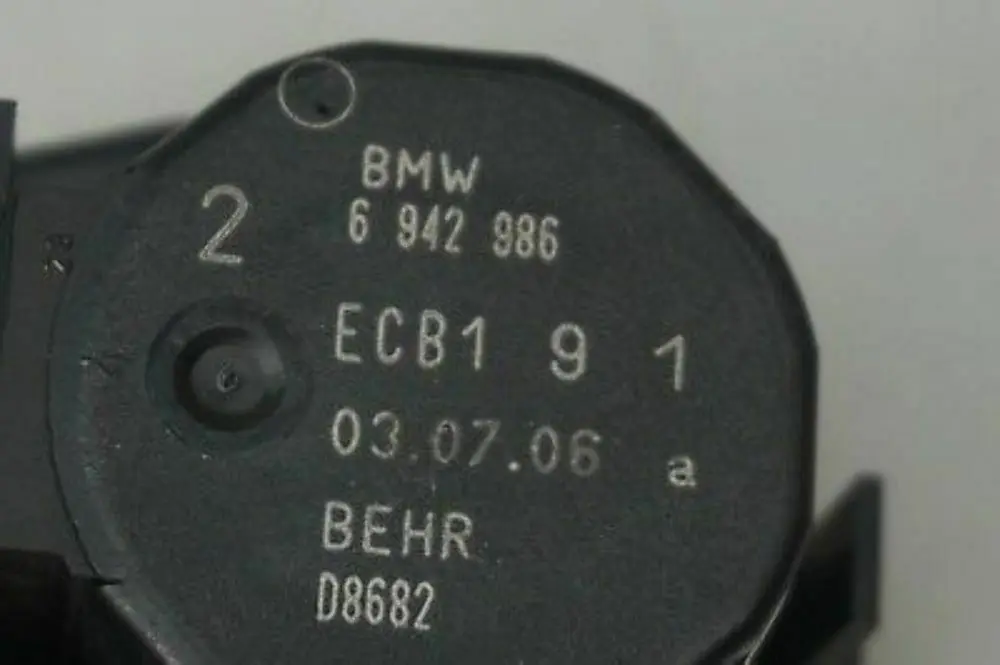 BMW
2 6 942 986
ECB1 9 1
03.07.06 a
BEHR
D8682